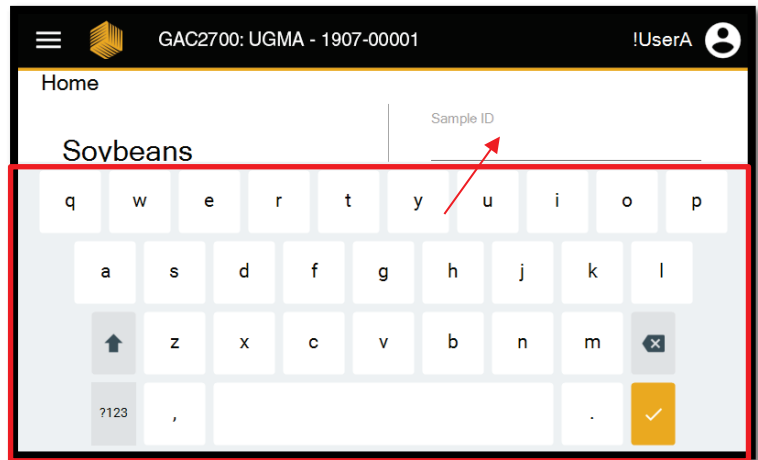 GAC2700: UGMA - 1907-00001 !UserA
Home
Sample ID
Soybeans
q w e r t y u i o p
a s d f g h j k l
z x c v b n m
?123 , .